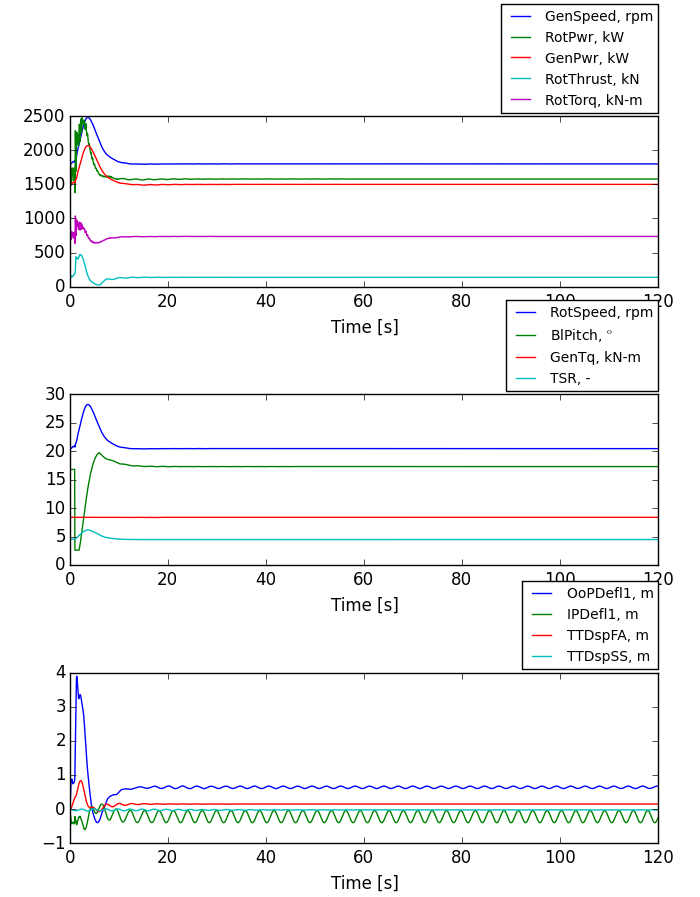 GenSpeed, rpm
RotPwr, kW
GenPwr, kW
RotThrust, kN
RotTorq, kN-m
2500
2000
1500
1000
500
0
0 20 40 60 80 100 120
Time [s]
RotSpeed, rpm
BlPitch, °
GenTq, kN-m
TSR, -
30
25
20
15
10
5
0
0 20 40 60 80 100 120
Time [s]
OoPDefl1, m
IPDefl1, m
TTDspFA, m
TTDspSS, m
4
3
2
1
0
−1
0 20 40 60 80 100 120
Time [s]